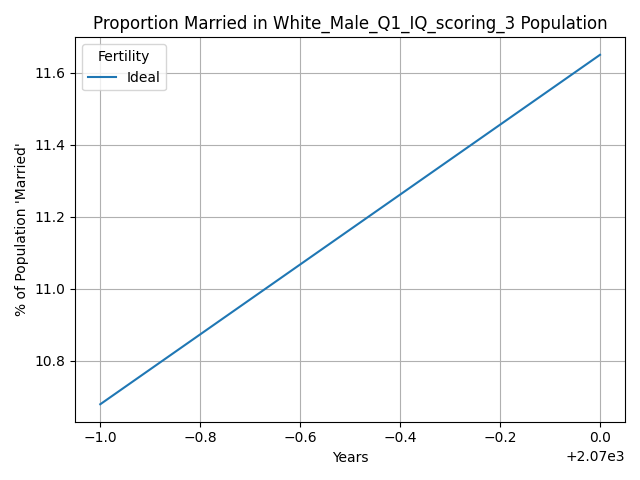 Proportion Married in White_Male_Q1_IQ_scoring_3 Population
Fertility
Ideal
% of Population 'Married'
11.6
11.4
11.2
11.0
10.8
−1.0 −0.8 −0.6 −0.4 −0.2 0.0
Years
+2.07e3